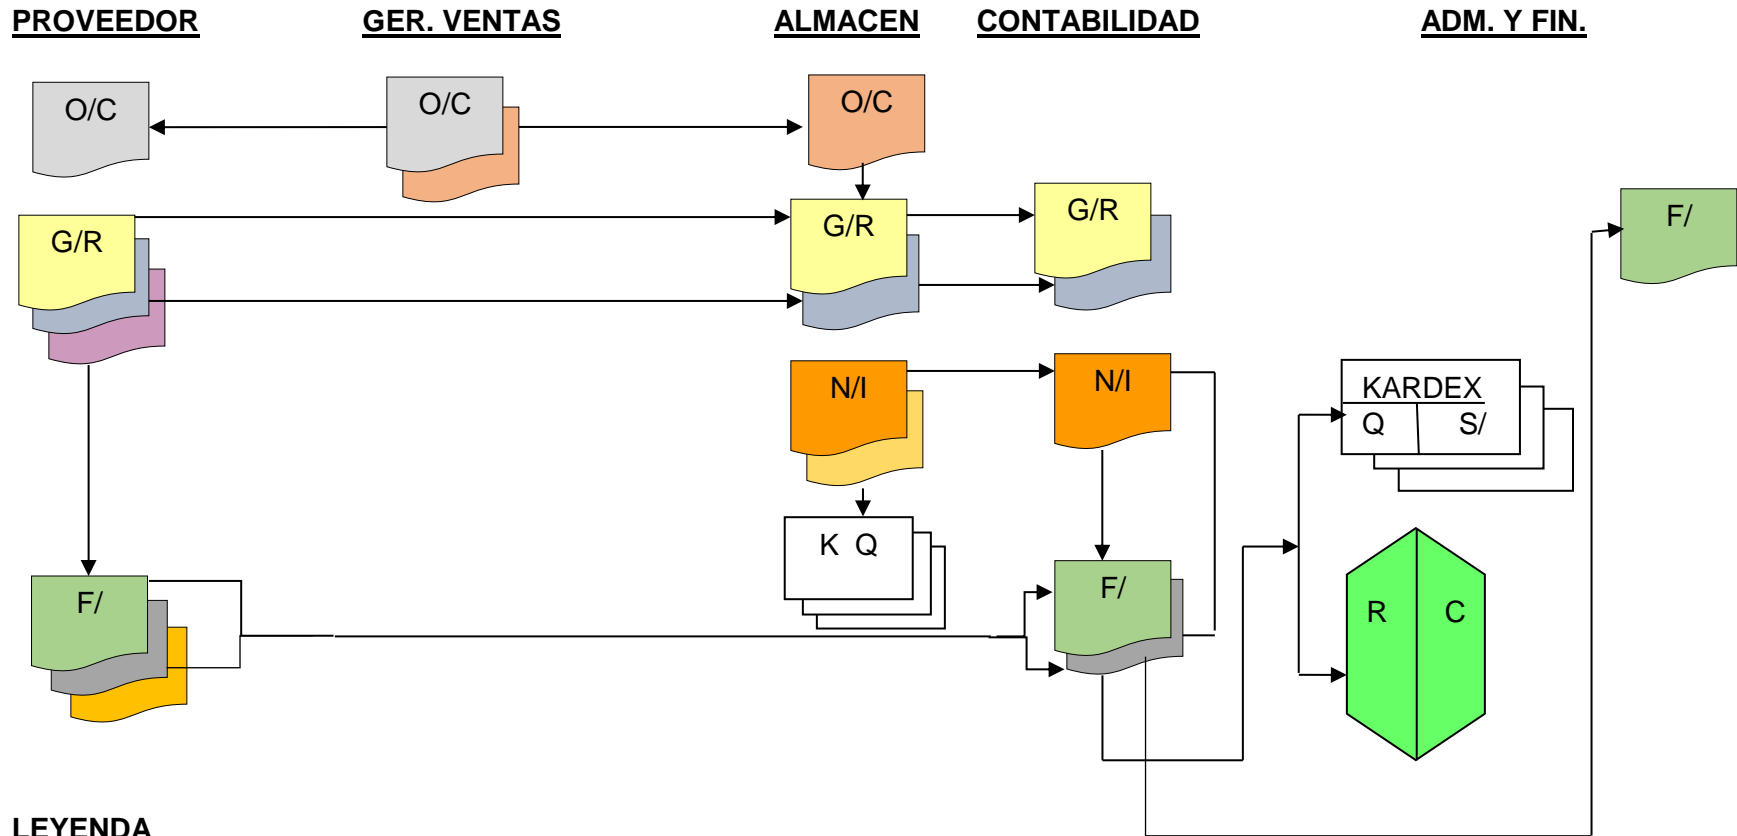 PROVEEDOR GER. VENTAS ALMACEN CONTABILIDAD ADM. Y FIN.
O/C O/C O/C
G/R G/R G/R F/
N/I N/I KARDEX
Q S/
K Q
F/ F/
R C
LEYENDA